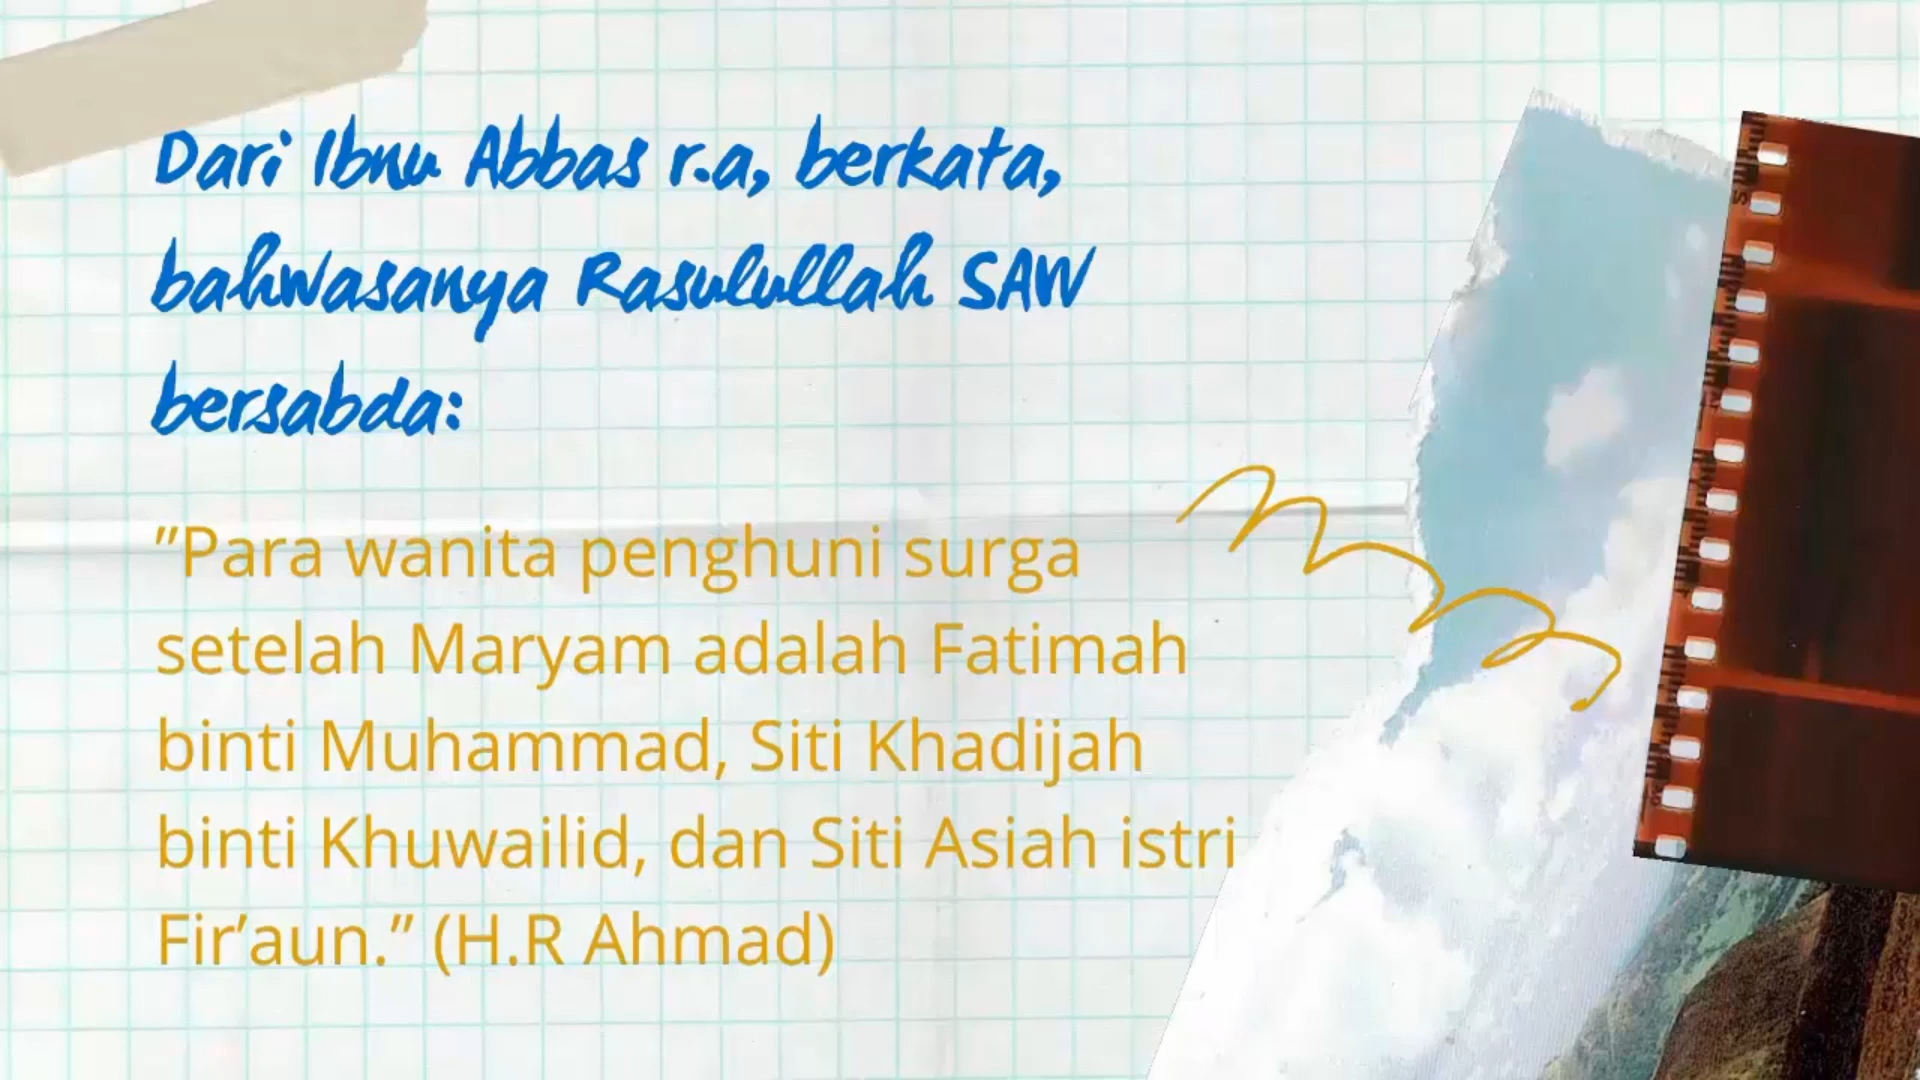 Dari Ibnu Abbas r.a, berkata,
bahwasanya Rasulullah SAW
bersabda:
”Para wanita penghuni surga
setelah Maryam adalah Fatimah
binti Muhammad, Siti Khadijah
binti Khuwailid, dan Siti Asiah istri
Fir’aun.” (H.R Ahmad)